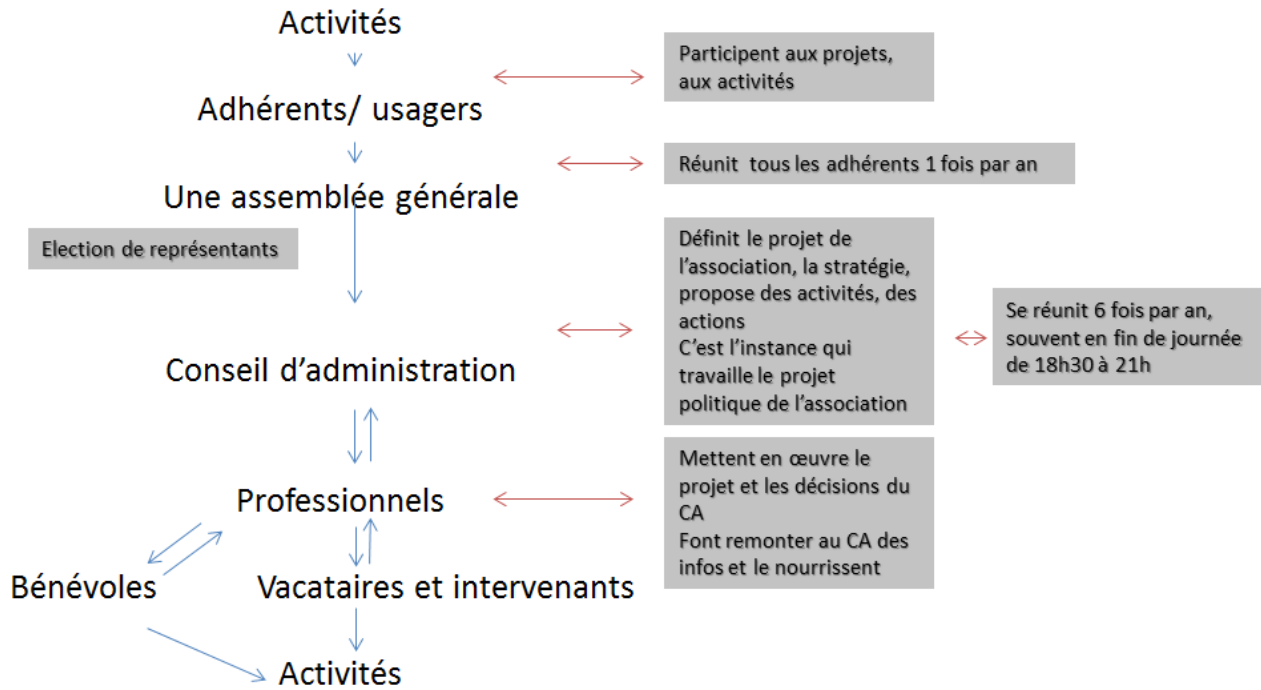 Activités
Participent aux projets,
aux activités
Adhérents/ usagers
Réunit tous les adhérents 1 fois par an
Une assemblée générale
Election de représentants
Définit le projet de
l'association, la stratégie,
propose des activités, des
actions
C'est l'instance qui
travaille le projet
politique de l'association
Se réunit 6 fois par an,
souvent en fin de journée
de 18h30 à 21h
Conseil d'administration
Mettent en œuvre le
projet et les décisions du
CA
Font remonter au CA des
infos et le nourrissent
Professionnels
Bénévoles
Vacataires et intervenants
Activités